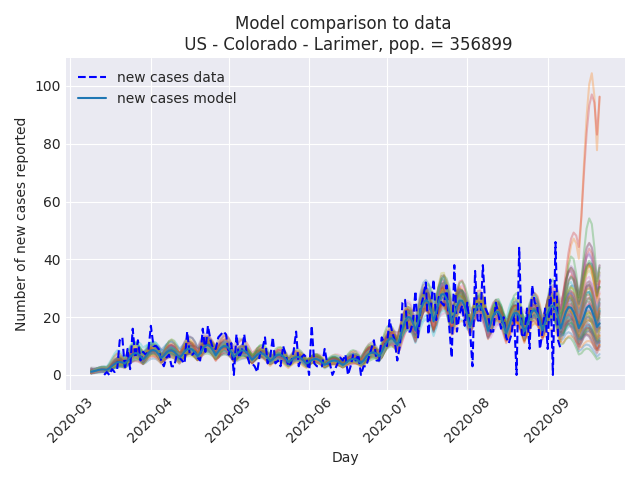 Model comparison to data
US - Colorado - Larimer, pop. = 356899
new cases data
new cases model
Number of new cases reported
100
80
60
40
20
0
2020-03
2020-04
2020-05
2020-06
2020-07
2020-08
2020-09
Day